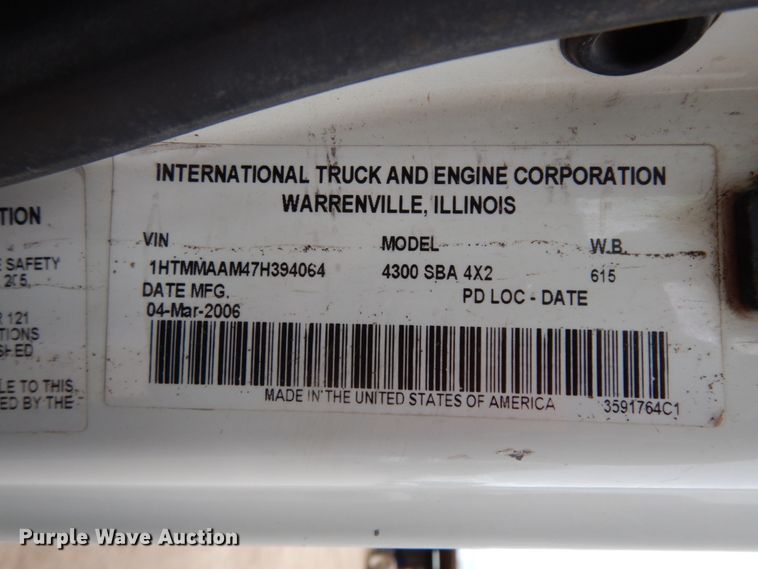 INTERNATIONAL TRUCK AND ENGINE CORPORATION
WARRENVILLE, ILLINOIS
VIN MODEL W.B.
1HTMMAAM47H394064 4300 SBA 4X2 615
DATE MFG. PD LOC - DATE
04-Mar-2006
MADE IN THE UNITED STATES OF AMERICA 3591764C1
TION
SAFETY
121
TIONS
LE TO THIS
ED BY THE
Purple Wave Auction